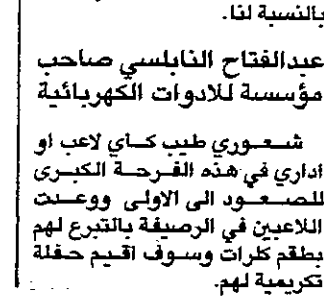 بالنسبة لنا.
عبدالفتاح النابلسي صاحب
مؤسسة للادوات الكهربائية
شعوري طيب كاي لاعب او
اداري في هذه الفرحة الكبرى
للصعود الى الاولى ووعدت
اللاعبين في الرصيفة بالتبرع لهم
بطقم كلرات وسوف اقيم حفلة
تكريمية لهم.